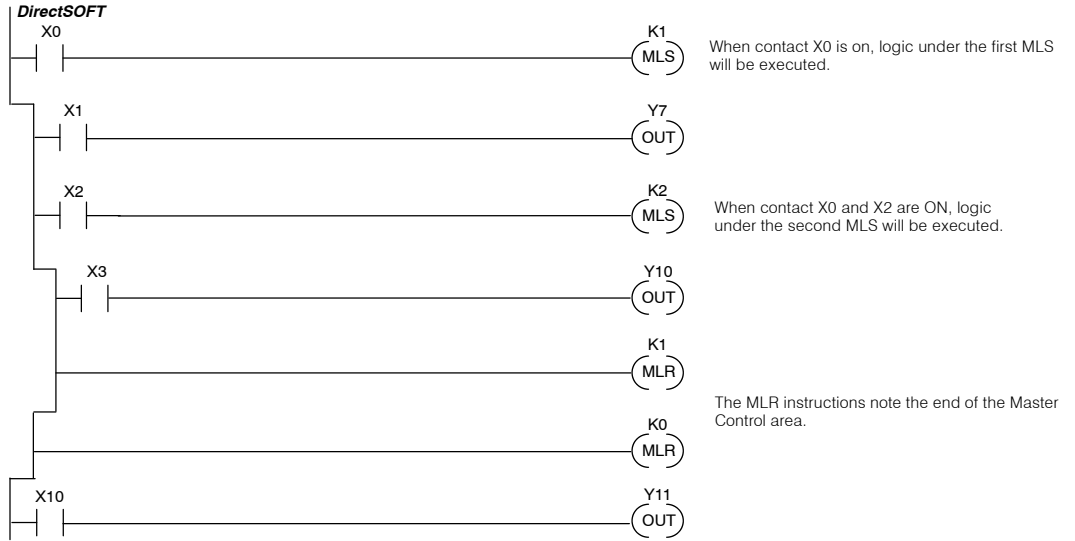 DirectSOFT
X0
K1
MLS
When contact X0 is on, logic under the first MLS
will be executed.
X1
Y7
OUT
X2
K2
MLS
When contact X0 and X2 are ON, logic
under the second MLS will be executed.
X3
Y10
OUT
K1
MLR
The MLR instructions note the end of the Master
Control area.
K0
MLR
X10
Y11
OUT